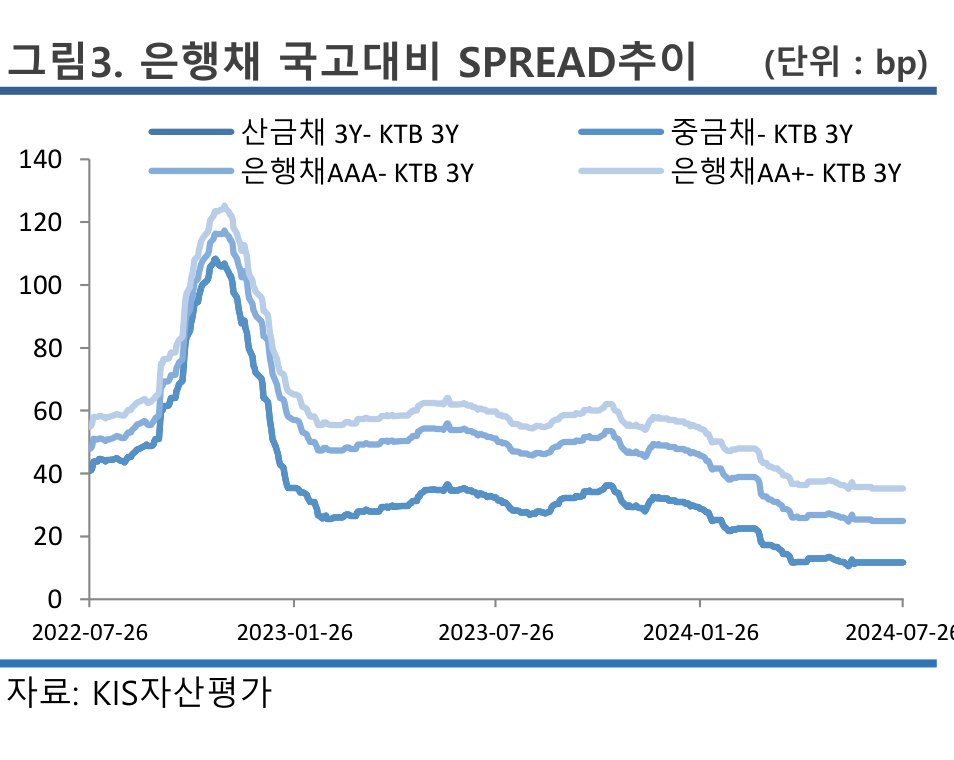 그림3. 은행채 국고대비 SPREAD추이 (단위 : bp)
산금채 3Y- KTB 3Y 중금채- KTB 3Y
은행채AAA- KTB 3Y 은행채AA+- KTB 3Y
140
120
100
80
60
40
20
0
2022-07-26 2023-01-26 2023-07-26 2024-01-26 2024-07-26
자료: KIS자산평가